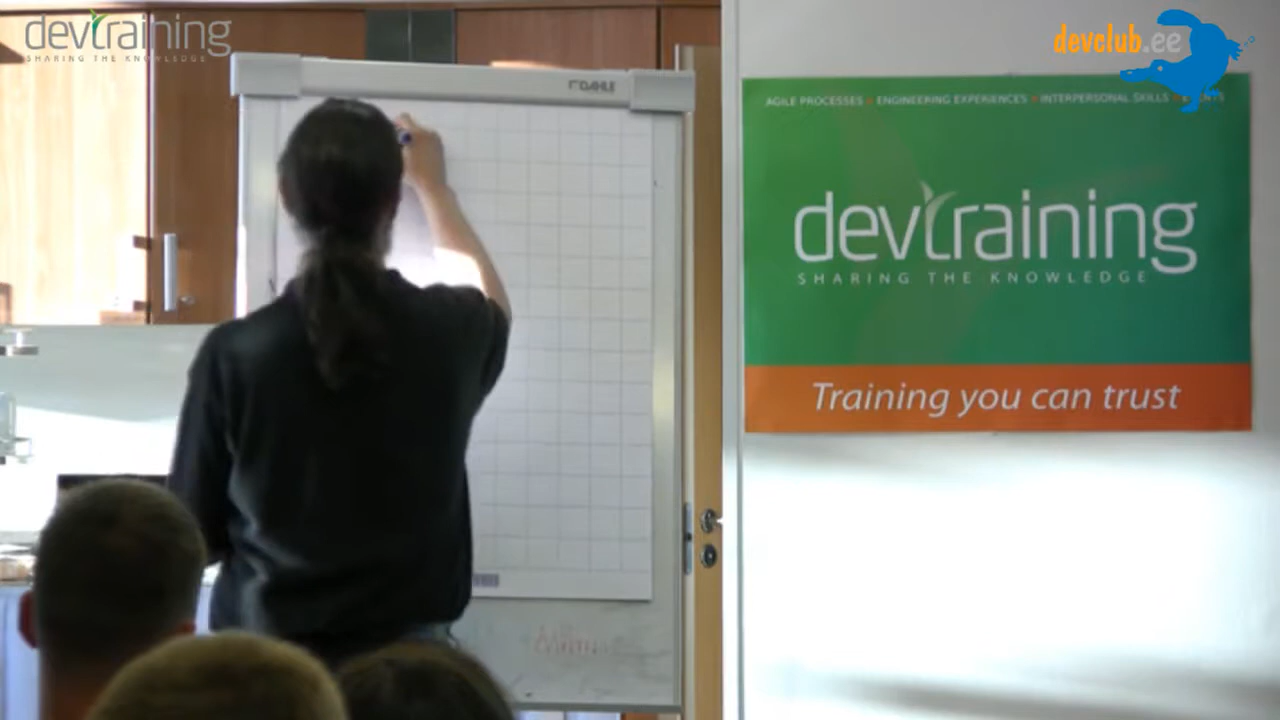 devtraining
SHARING THE KNOWLEDGE
devclub.ee
DAHLE
AGILE PROCESSES ENGINEERING EXPERIENCES INTERPERSONAL SKILLS
devtraining
SHARING THE KNOWLEDGE
Training you can trust